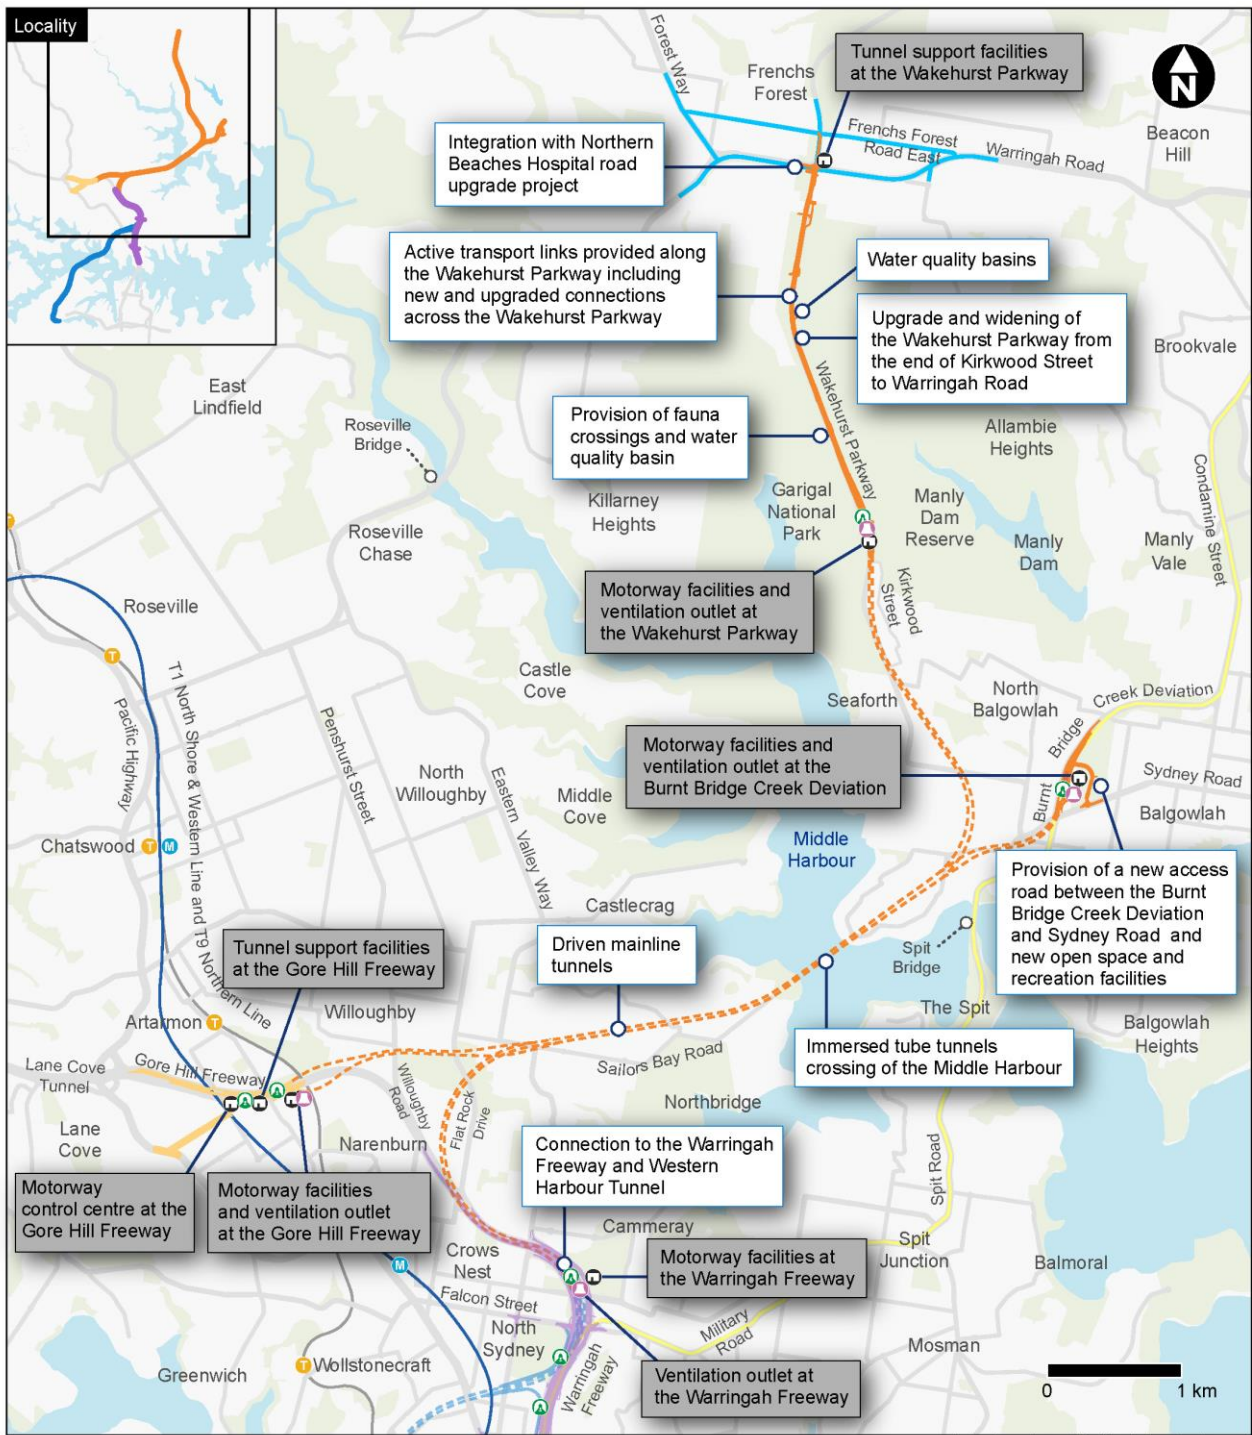 Locality
N
Forest Way
Frenchs
Forest
Tunnel support facilities
at the Wakehurst Parkway
Beacon
Hill
Frenchs Forest
Road East
Warringah Road
Integration with Northern
Beaches Hospital road
upgrade project
Active transport links provided along
the Wakehurst Parkway including
new and upgraded connections
across the Wakehurst Parkway
Water quality basins
Upgrade and widening of
the Wakehurst Parkway from
the end of Kirkwood Street
to Warringah Road
Brookvale
East
Lindfield
Roseville
Bridge
Provision of fauna
crossings and water
quality basin
Wakehurst Parkway
Allambie
Heights
Condamine Street
Killarney
Heights
Garigal
National
Park
Manly
Dam
Reserve
Manly
Dam
Manly
Vale
Roseville
Chase
T
Roseville
Motorway facilities and
ventilation outlet at
the Wakehurst Parkway
Kirkwood
Street
T
T1 North Shore & Western Line and T9 Northern Line
Pacific Highway
Penshurst Street
Castle
Cove
Seaforth
North
Balgowlah
Burnt
Bridge
Creek Deviation
Motorway facilities and
ventilation outlet at the
Burnt Bridge Creek Deviation
Sydney Road
Balgowlah
North
Willoughby
Eastern Valley Way
Middle
Cove
Middle
Harbour
Chatswood
T
M
Provision of a new access
road between the Burnt
Bridge Creek Deviation
and Sydney Road and
new open space and
recreation facilities
Castlecrag
Driven mainline
tunnels
Spit
Bridge
The Spit
Tunnel support facilities
at the Gore Hill Freeway
Willoughby
Artarmon
T
Balgowlah
Heights
Immersed tube tunnels
crossing of the Middle Harbour
Sailors Bay Road
Lane Cove
Tunnel
Gore Hill Freeway
Willoughby
Road
Flat Rock
Drive
Northbridge
Lane
Cove
Narenburn
Connection to the Warringah
Freeway and Western
Harbour Tunnel
Spit Road
Motorway
control centre at the
Gore Hill Freeway
Motorway facilities
and ventilation outlet
at the Gore Hill Freeway
Cammeray
Spit
Junction
Balmoral
M
Crows
Nest
Motorway facilities at
the Warringah Freeway
Falcon Street
North
Sydney
Military
Road
Mosman
Greenwich
T
Wollstonecraft
Warringah
Freeway
Ventilation outlet at
the Warringah Freeway
0
1 km